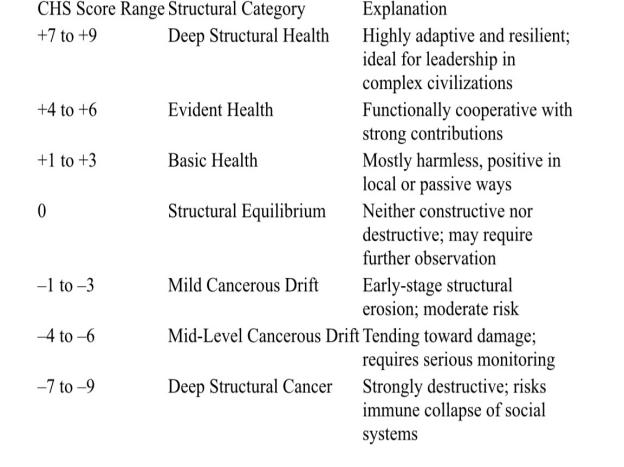 CHS Score Range Structural Category Explanation
+7 to +9 Deep Structural Health Highly adaptive and resilient;
ideal for leadership in
complex civilizations
+4 to +6 Evident Health Functionally cooperative with
strong contributions
+1 to +3 Basic Health Mostly harmless, positive in
local or passive ways
0 Structural Equilibrium Neither constructive nor
destructive; may require
further observation
–1 to –3 Mild Cancerous Drift Early-stage structural
erosion; moderate risk
–4 to –6 Mid-Level Cancerous Drift Tending toward damage;
requires serious monitoring
–7 to –9 Deep Structural Cancer Strongly destructive; risks
immune collapse of social
systems